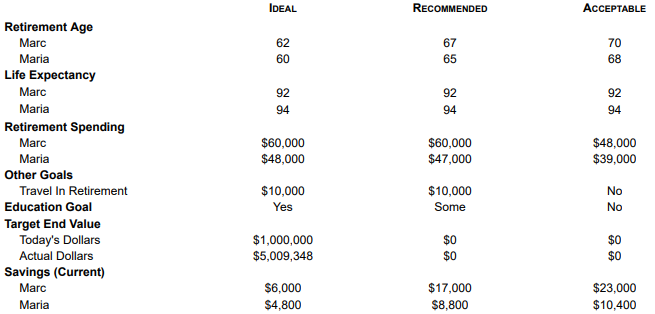 IDEAL RECOMMENDED ACCEPTABLE
Retirement Age
Marc 62 67 70
Maria 60 65 68
Life Expectancy
Marc 92 92 92
Maria 94 94 94
Retirement Spending
Marc $60,000 $60,000 $48,000
Maria $48,000 $47,000 $39,000
Other Goals
Travel In Retirement $10,000 $10,000 No
Education Goal Yes Some No
Target End Value
Today's Dollars $1,000,000 $0 $0
Actual Dollars $5,009,348 $0 $0
Savings (Current)
Marc $6,000 $17,000 $23,000
Maria $4,800 $8,800 $10,400